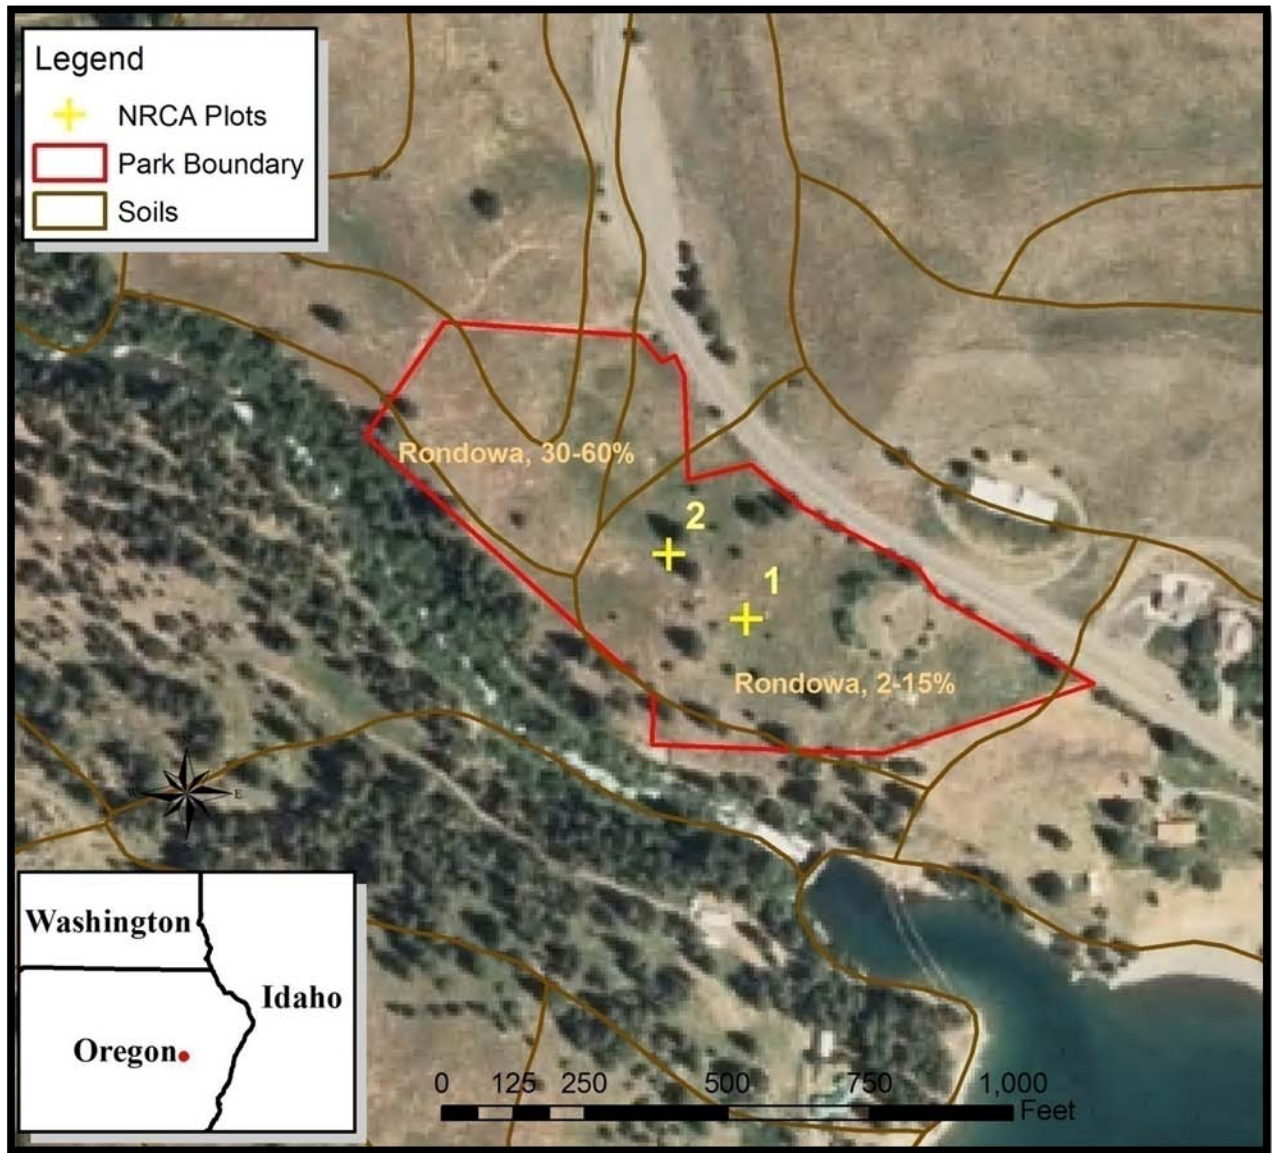 Legend
NRCA Plots
Park Boundary
Soils
Rondowa, 30-60%
2
1
Rondowa, 2-15%
W E
Washington
Idaho
Oregon
0 125 250 500 750 1,000
Feet